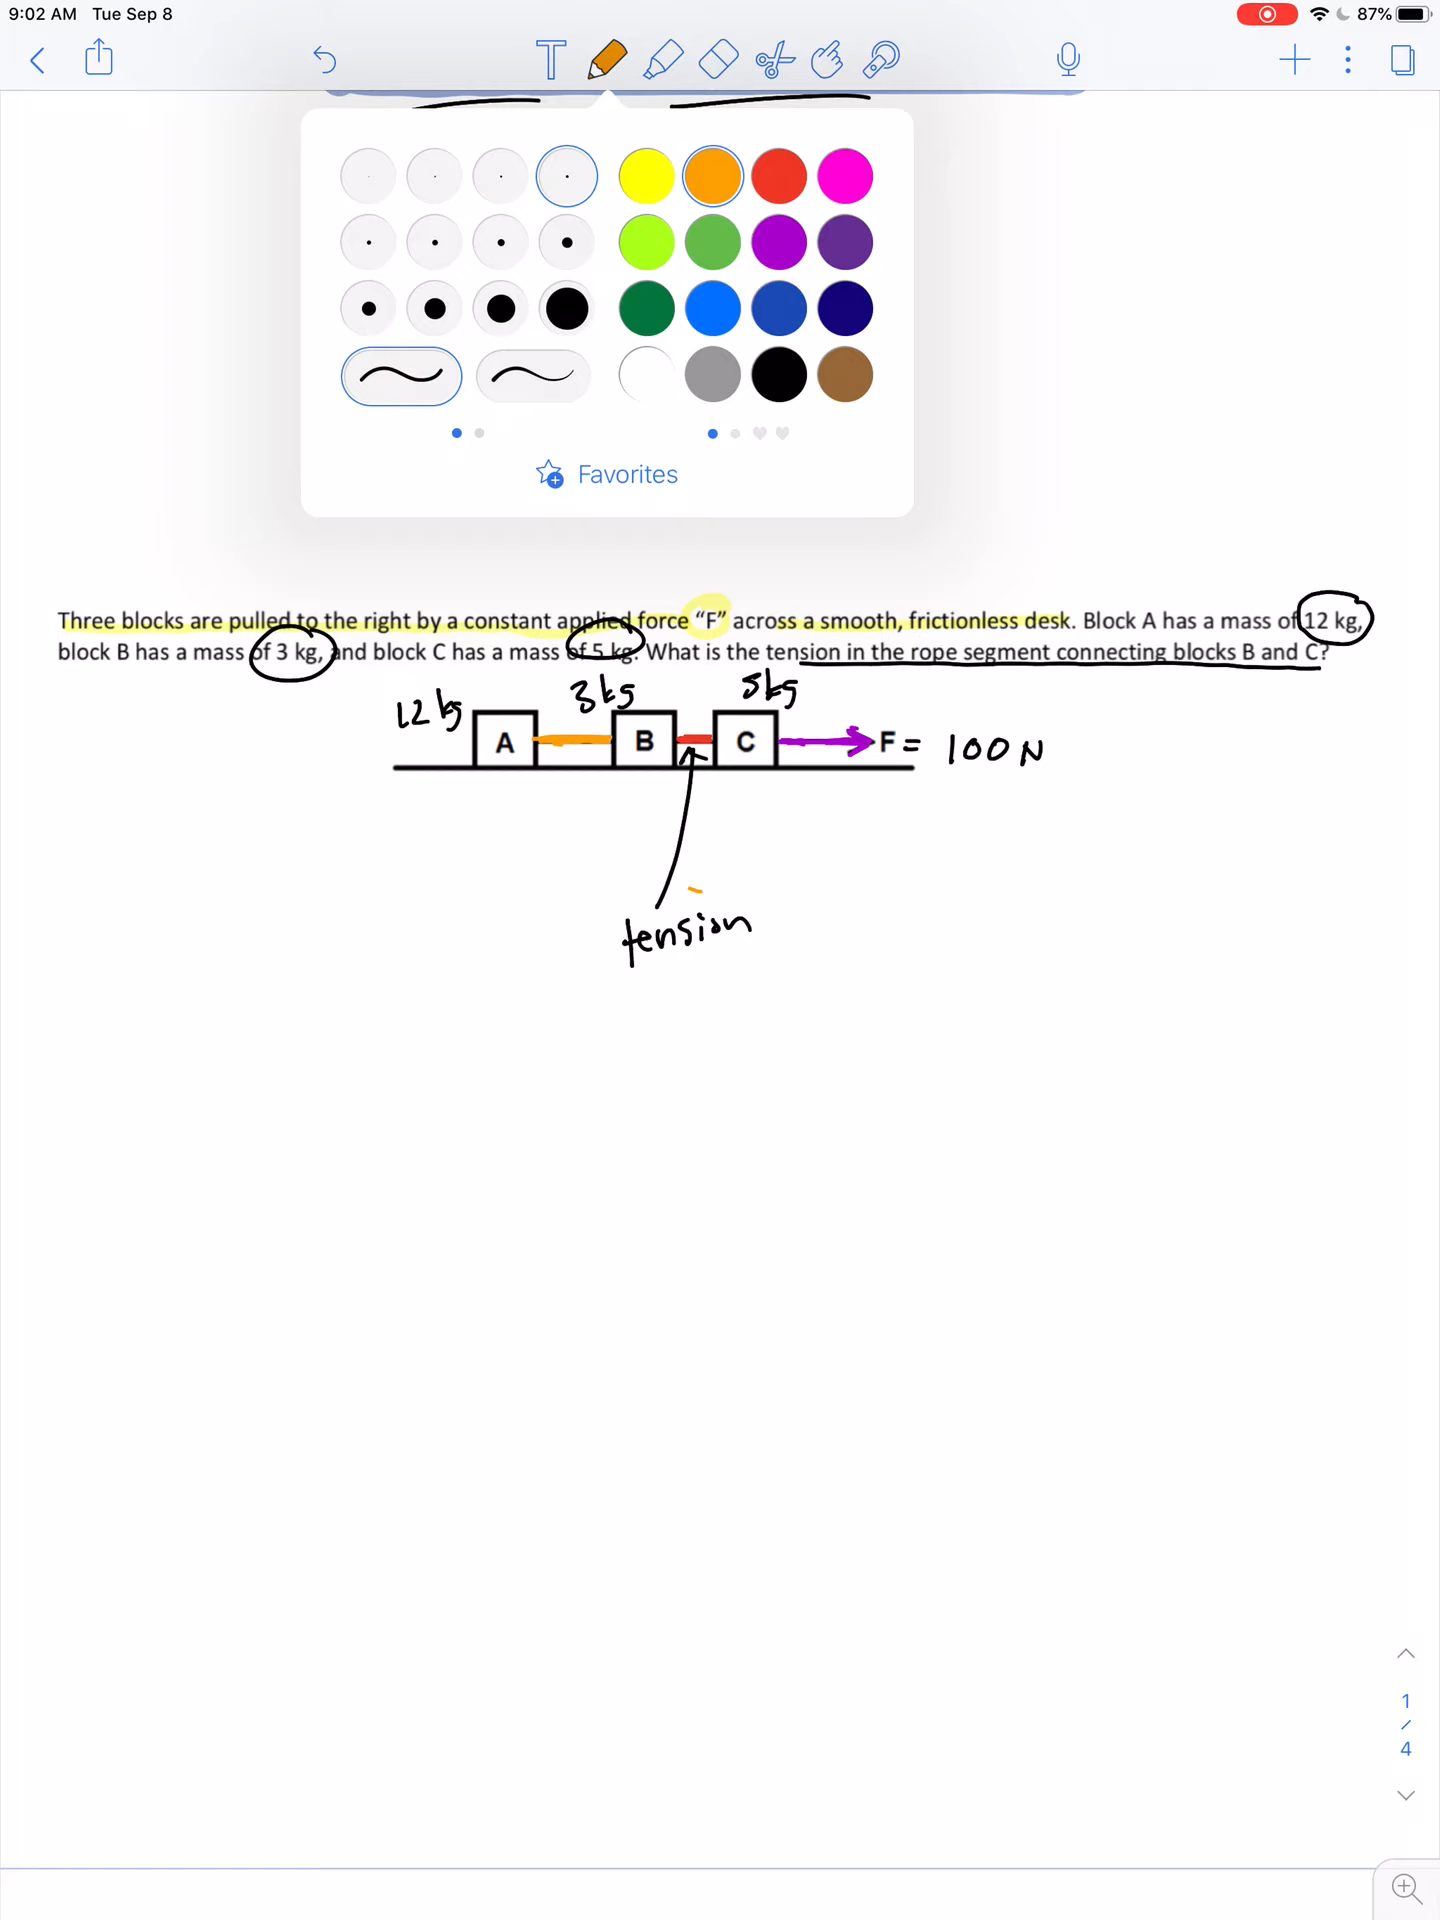 9:02 AM Tue Sep 8
87%
T
Favorites
Three blocks are pulled to the right by a constant applied force “F” across a smooth, frictionless desk. Block A has a mass of 12 kg,
block B has a mass of 3 kg, and block C has a mass of 5 kg. What is the tension in the rope segment connecting blocks B and C?
12 kg 3 kg 5 kg
A B C F = 100 N
tension
1
/
4